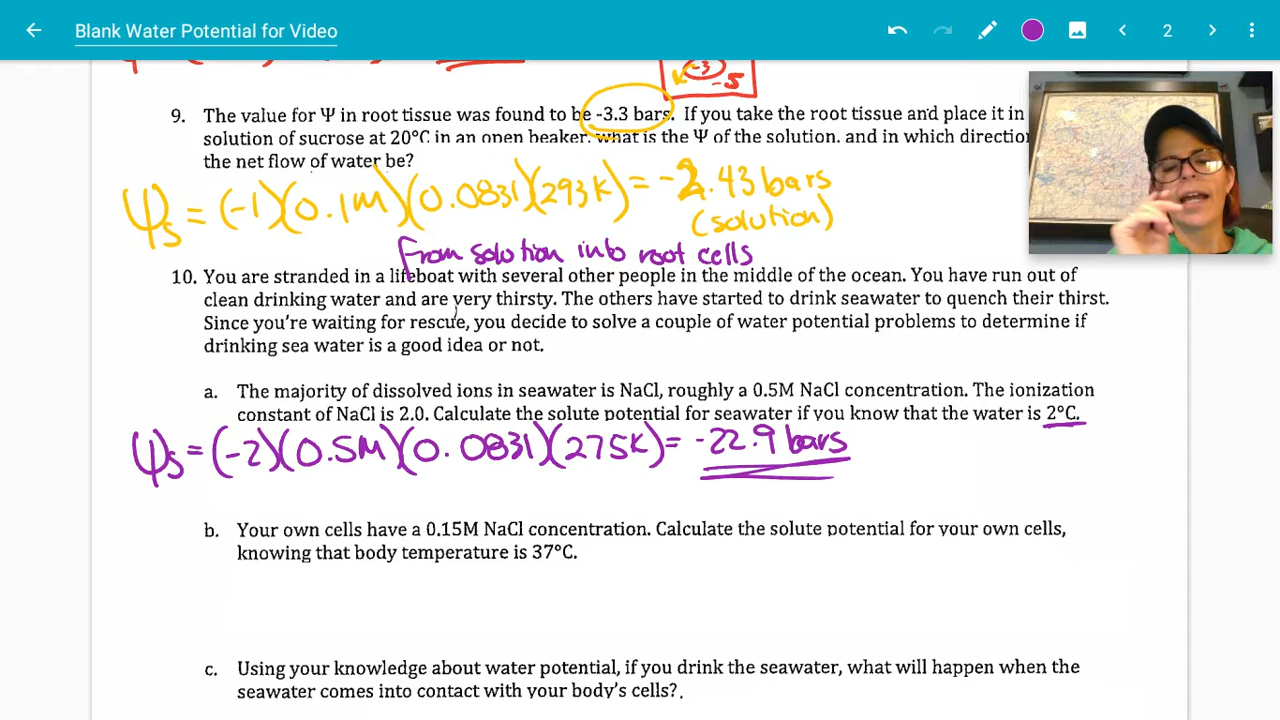 Blank Water Potential for Video
2
-3
-5
9. The value for Ψ in root tissue was found to be -3.3 bars. If you take the root tissue and place it in
solution of sucrose at 20°C in an open beaker, what is the Ψ of the solution, and in which direction
the net flow of water be?
Ψs = (-1)(0.1M)(0.0831)(293K) = -2.43 bars
(solution)
from solution into root cells
10. You are stranded in a lifeboat with several other people in the middle of the ocean. You have run out of
clean drinking water and are very thirsty. The others have started to drink seawater to quench their thirst.
Since you're waiting for rescue, you decide to solve a couple of water potential problems to determine if
drinking sea water is a good idea or not.
a. The majority of dissolved ions in seawater is NaCl, roughly a 0.5M NaCl concentration. The ionization
constant of NaCl is 2.0. Calculate the solute potential for seawater if you know that the water is 2°C.
Ψs = (-2)(0.5M)(0.0831)(275K) = -22.9 bars
b. Your own cells have a 0.15M NaCl concentration. Calculate the solute potential for your own cells,
knowing that body temperature is 37°C.
c. Using your knowledge about water potential, if you drink the seawater, what will happen when the
seawater comes into contact with your body's cells?